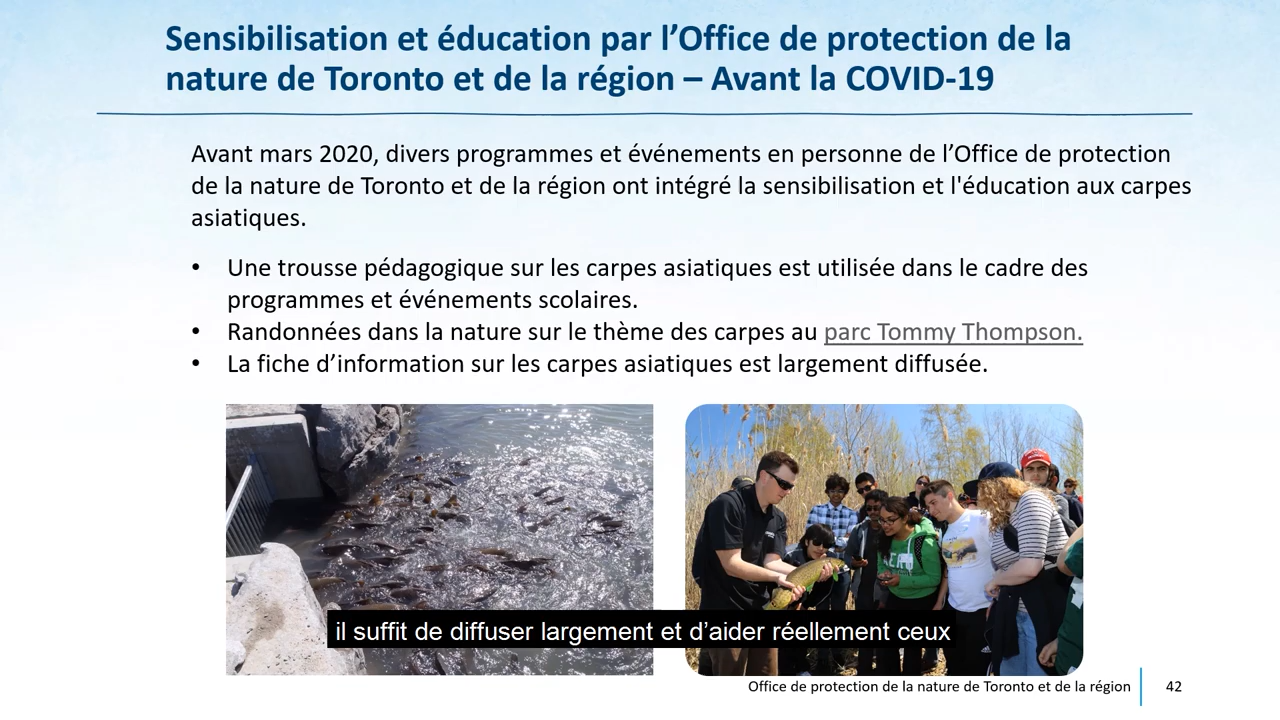 Sensibilisation et éducation par l’Office de protection de la
nature de Toronto et de la région – Avant la COVID-19
Avant mars 2020, divers programmes et événements en personne de l’Office de protection
de la nature de Toronto et de la région ont intégré la sensibilisation et l'éducation aux carpes
asiatiques.
• Une trousse pédagogique sur les carpes asiatiques est utilisée dans le cadre des
programmes et événements scolaires.
• Randonnées dans la nature sur le thème des carpes au parc Tommy Thompson.
• La fiche d’information sur les carpes asiatiques est largement diffusée.
il suffit de diffuser largement et d’aider réellement ceux
Office de protection de la nature de Toronto et de la région 42